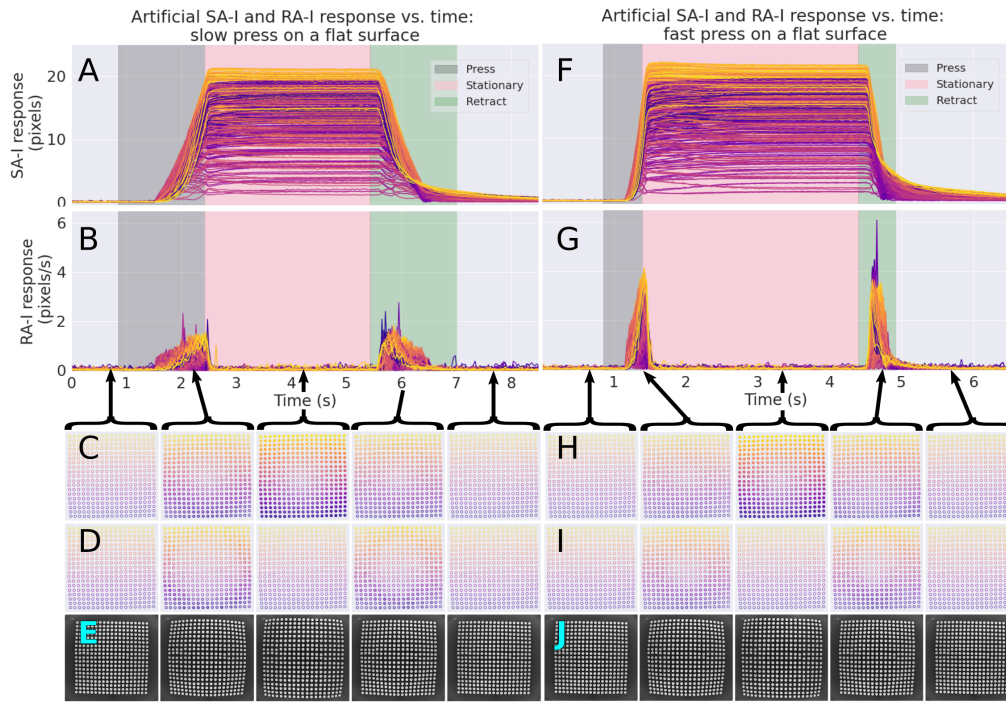 Artificial SA-I and RA-I response vs. time:
slow press on a flat surface
A
SA-I response
(pixels)
20
10
0
Press
Stationary
Retract
B
RA-I response
(pixels/s)
6
4
2
0
0 1 2 3 4 5 6 7 8
Time (s)
C
D
E
Artificial SA-I and RA-I response vs. time:
fast press on a flat surface
F
Press
Stationary
Retract
G
0 1 2 3 4 5 6
Time (s)
H
I
J